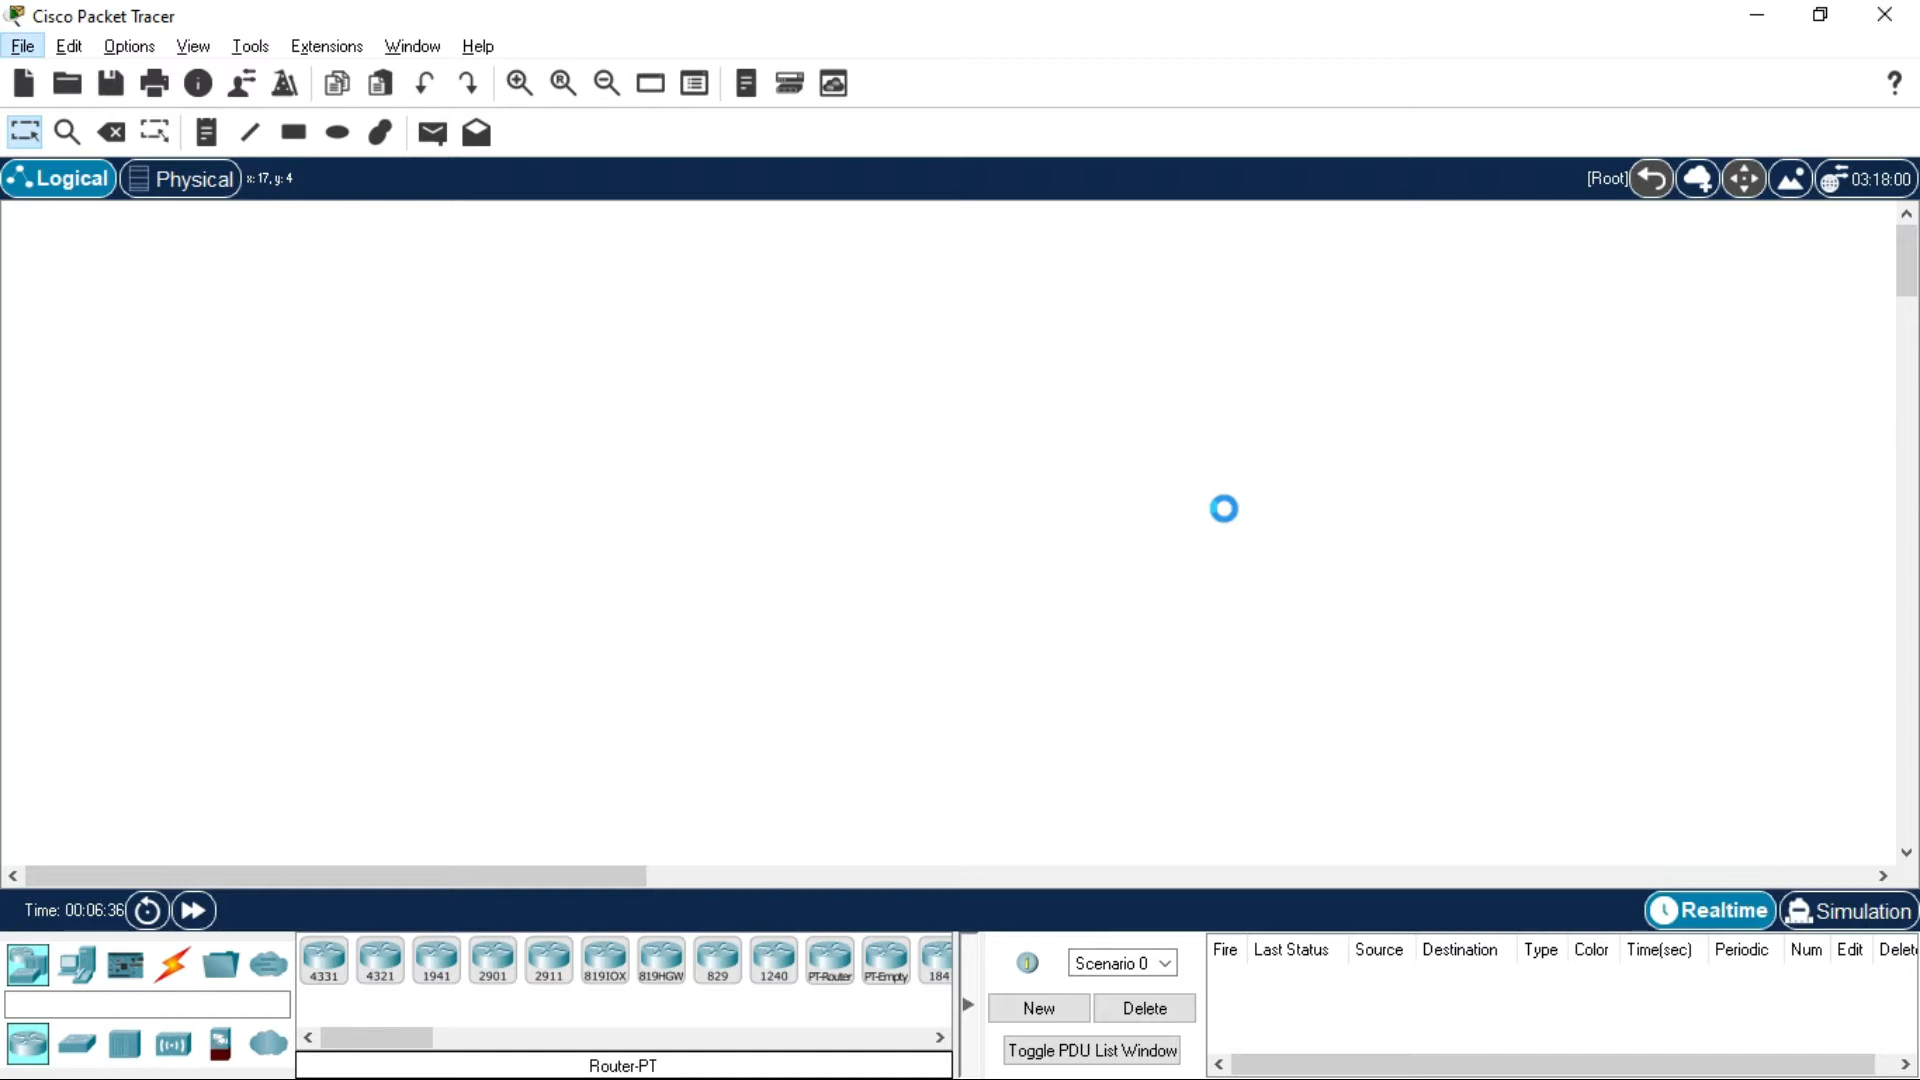 Cisco Packet Tracer
File Edit Options View Tools Extensions Window Help
?
Logical Physical x: 17, y: 4 [Root] 03:18:00
Time: 00:06:36 Realtime Simulation
4331 4321 1941 2901 2911 819IOX 819HGW 829 1240 PT-Router PT-Empty 184
Router-PT
Scenario 0
New Delete
Toggle PDU List Window
Fire Last Status Source Destination Type Color Time(sec) Periodic Num Edit Delet